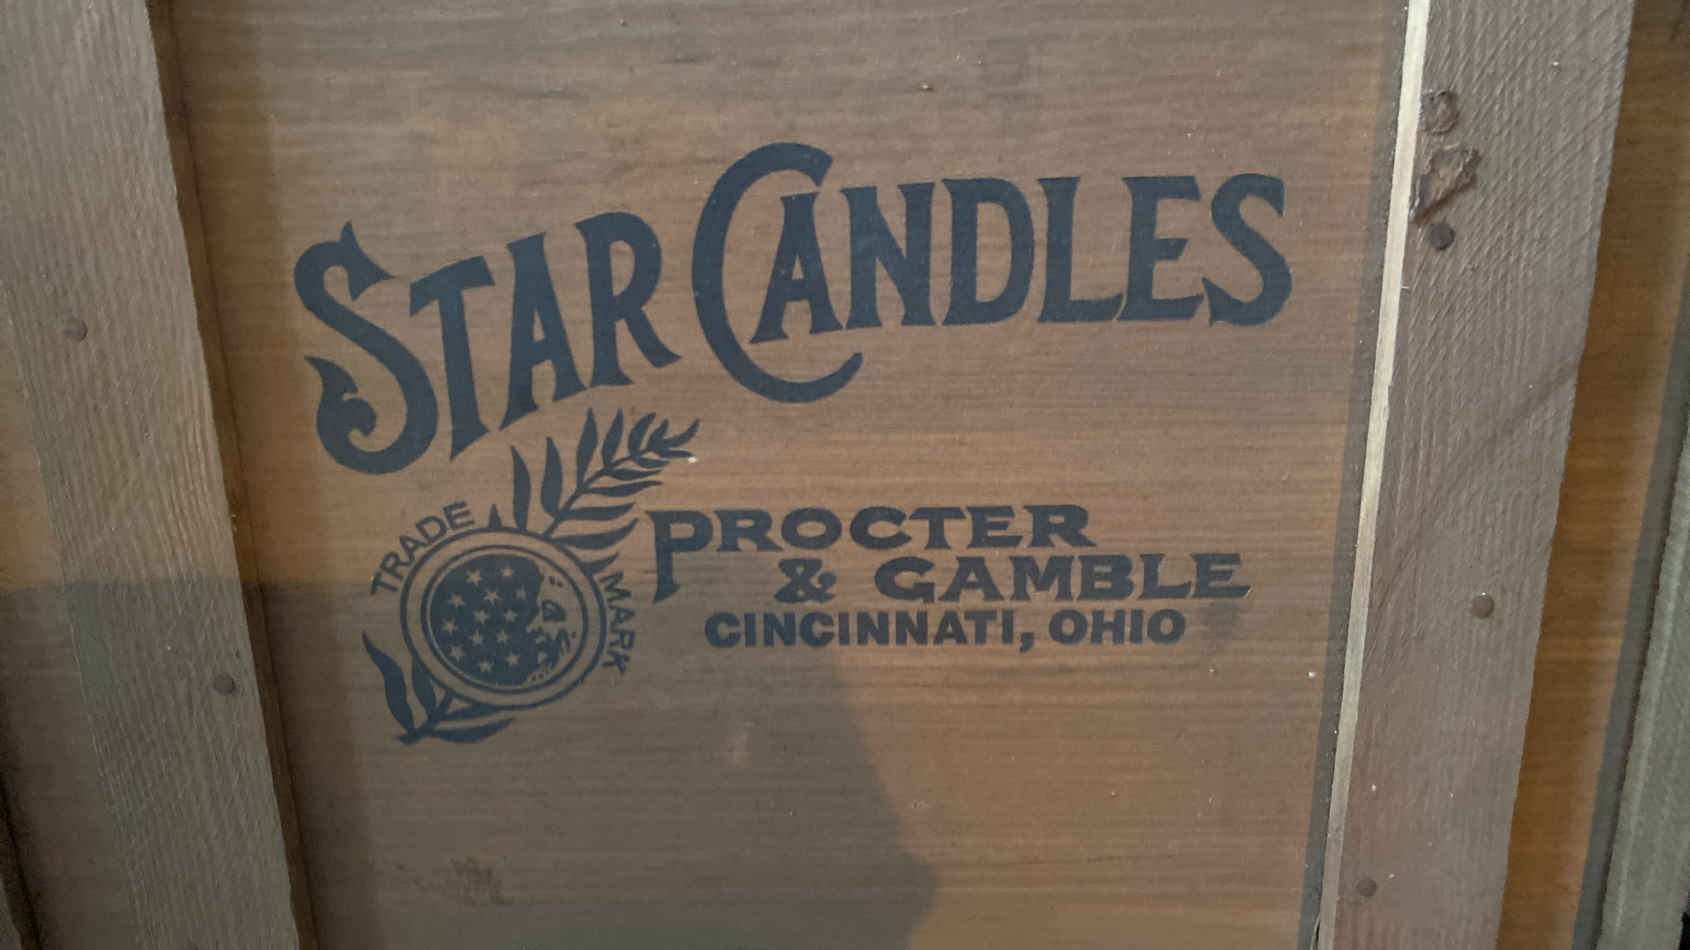 STAR CANDLES
TRADE MARK
PROCTER
& GAMBLE
CINCINNATI, OHIO